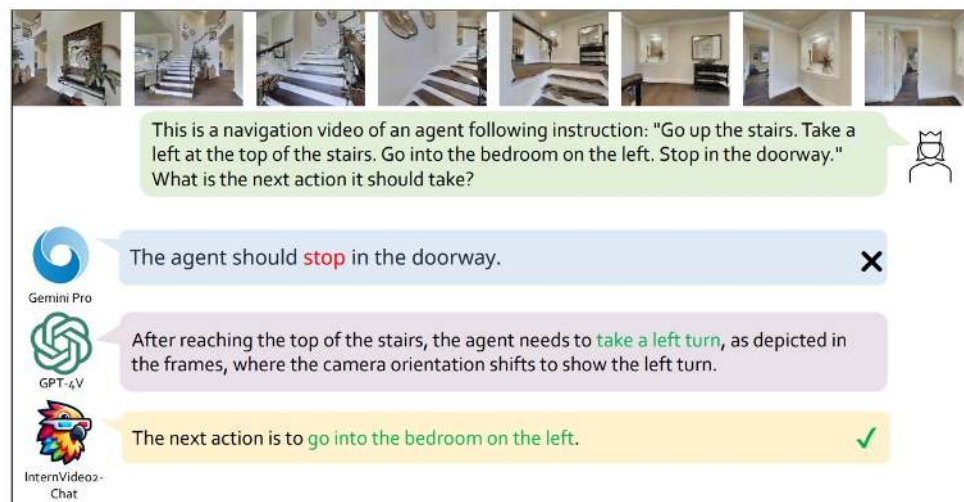 This is a navigation video of an agent following instruction: "Go up the stairs. Take a
left at the top of the stairs. Go into the bedroom on the left. Stop in the doorway."
What is the next action it should take?
The agent should stop in the doorway.
Gemini Pro
After reaching the top of the stairs, the agent needs to take a left turn, as depicted in
the frames, where the camera orientation shifts to show the left turn.
GPT-4V
The next action is to go into the bedroom on the left.
InternVideo2-
Chat